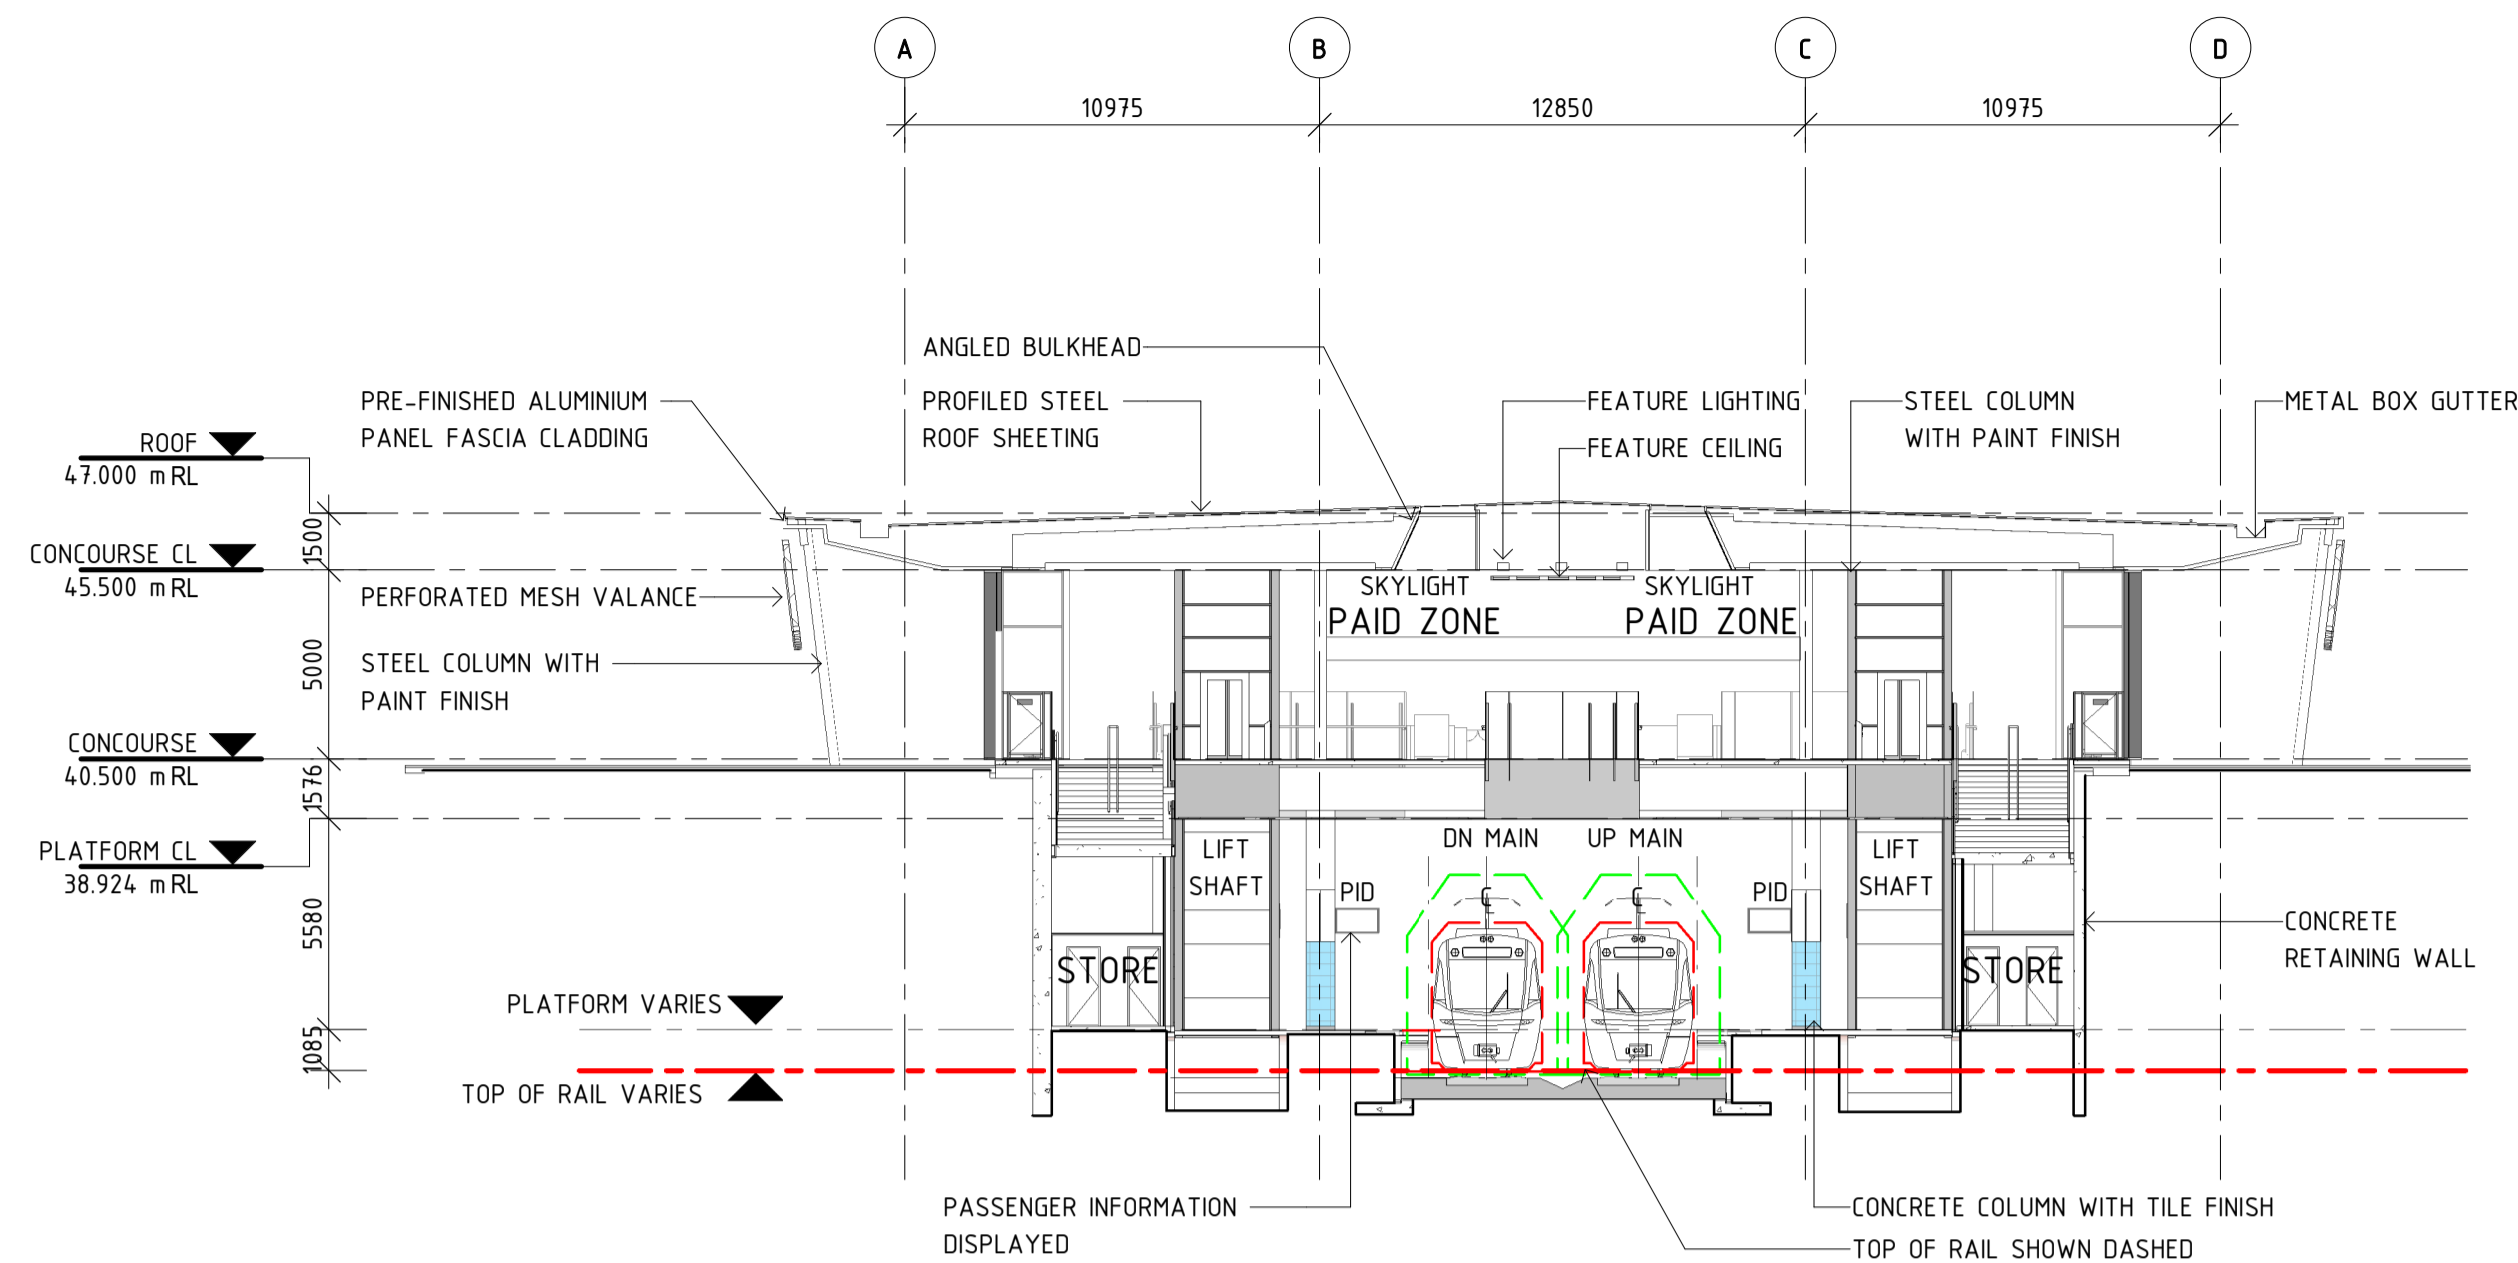 A
B
C
D
10975
12850
10975
ANGLED BULKHEAD
PRE-FINISHED ALUMINIUM
PANEL FASCIA CLADDING
PROFILED STEEL
ROOF SHEETING
FEATURE LIGHTING
FEATURE CEILING
STEEL COLUMN
WITH PAINT FINISH
METAL BOX GUTTER
ROOF
47.000 m RL
1500
CONCOURSE CL
45.500 m RL
PERFORATED MESH VALANCE
SKYLIGHT
SKYLIGHT
PAID ZONE
PAID ZONE
5000
STEEL COLUMN WITH
PAINT FINISH
CONCOURSE
40.500 m RL
1576
PLATFORM CL
38.924 m RL
DN MAIN
UP MAIN
LIFT
SHAFT
LIFT
SHAFT
PID
PID
5580
CONCRETE
RETAINING WALL
STORE
STORE
PLATFORM VARIES
1085
TOP OF RAIL VARIES
PASSENGER INFORMATION
DISPLAYED
CONCRETE COLUMN WITH TILE FINISH
TOP OF RAIL SHOWN DASHED